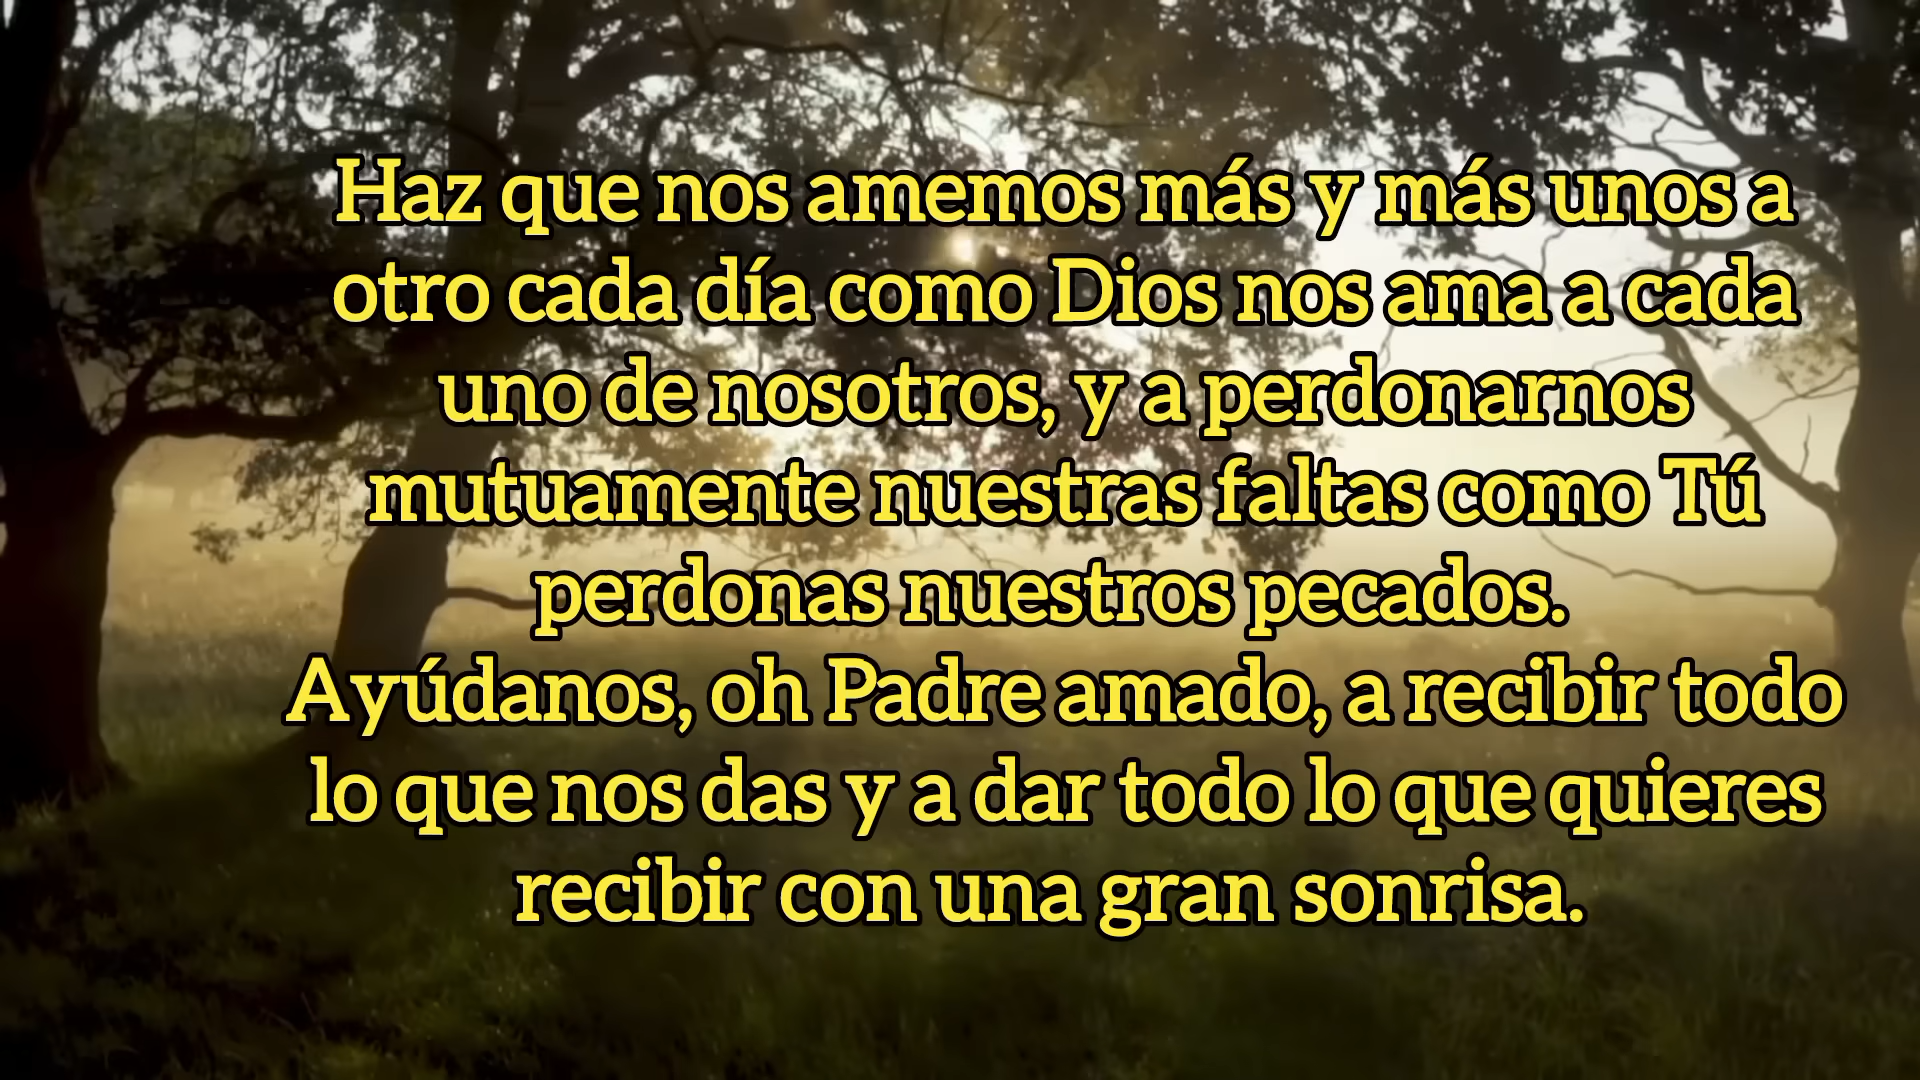 Haz que nos amemos más y más unos a
otro cada día como Dios nos ama a cada
uno de nosotros, y a perdonarnos
mutuamente nuestras faltas como Tú
perdonas nuestros pecados.
Ayúdanos, oh Padre amado, a recibir todo
lo que nos das y a dar todo lo que quieres
recibir con una gran sonrisa.